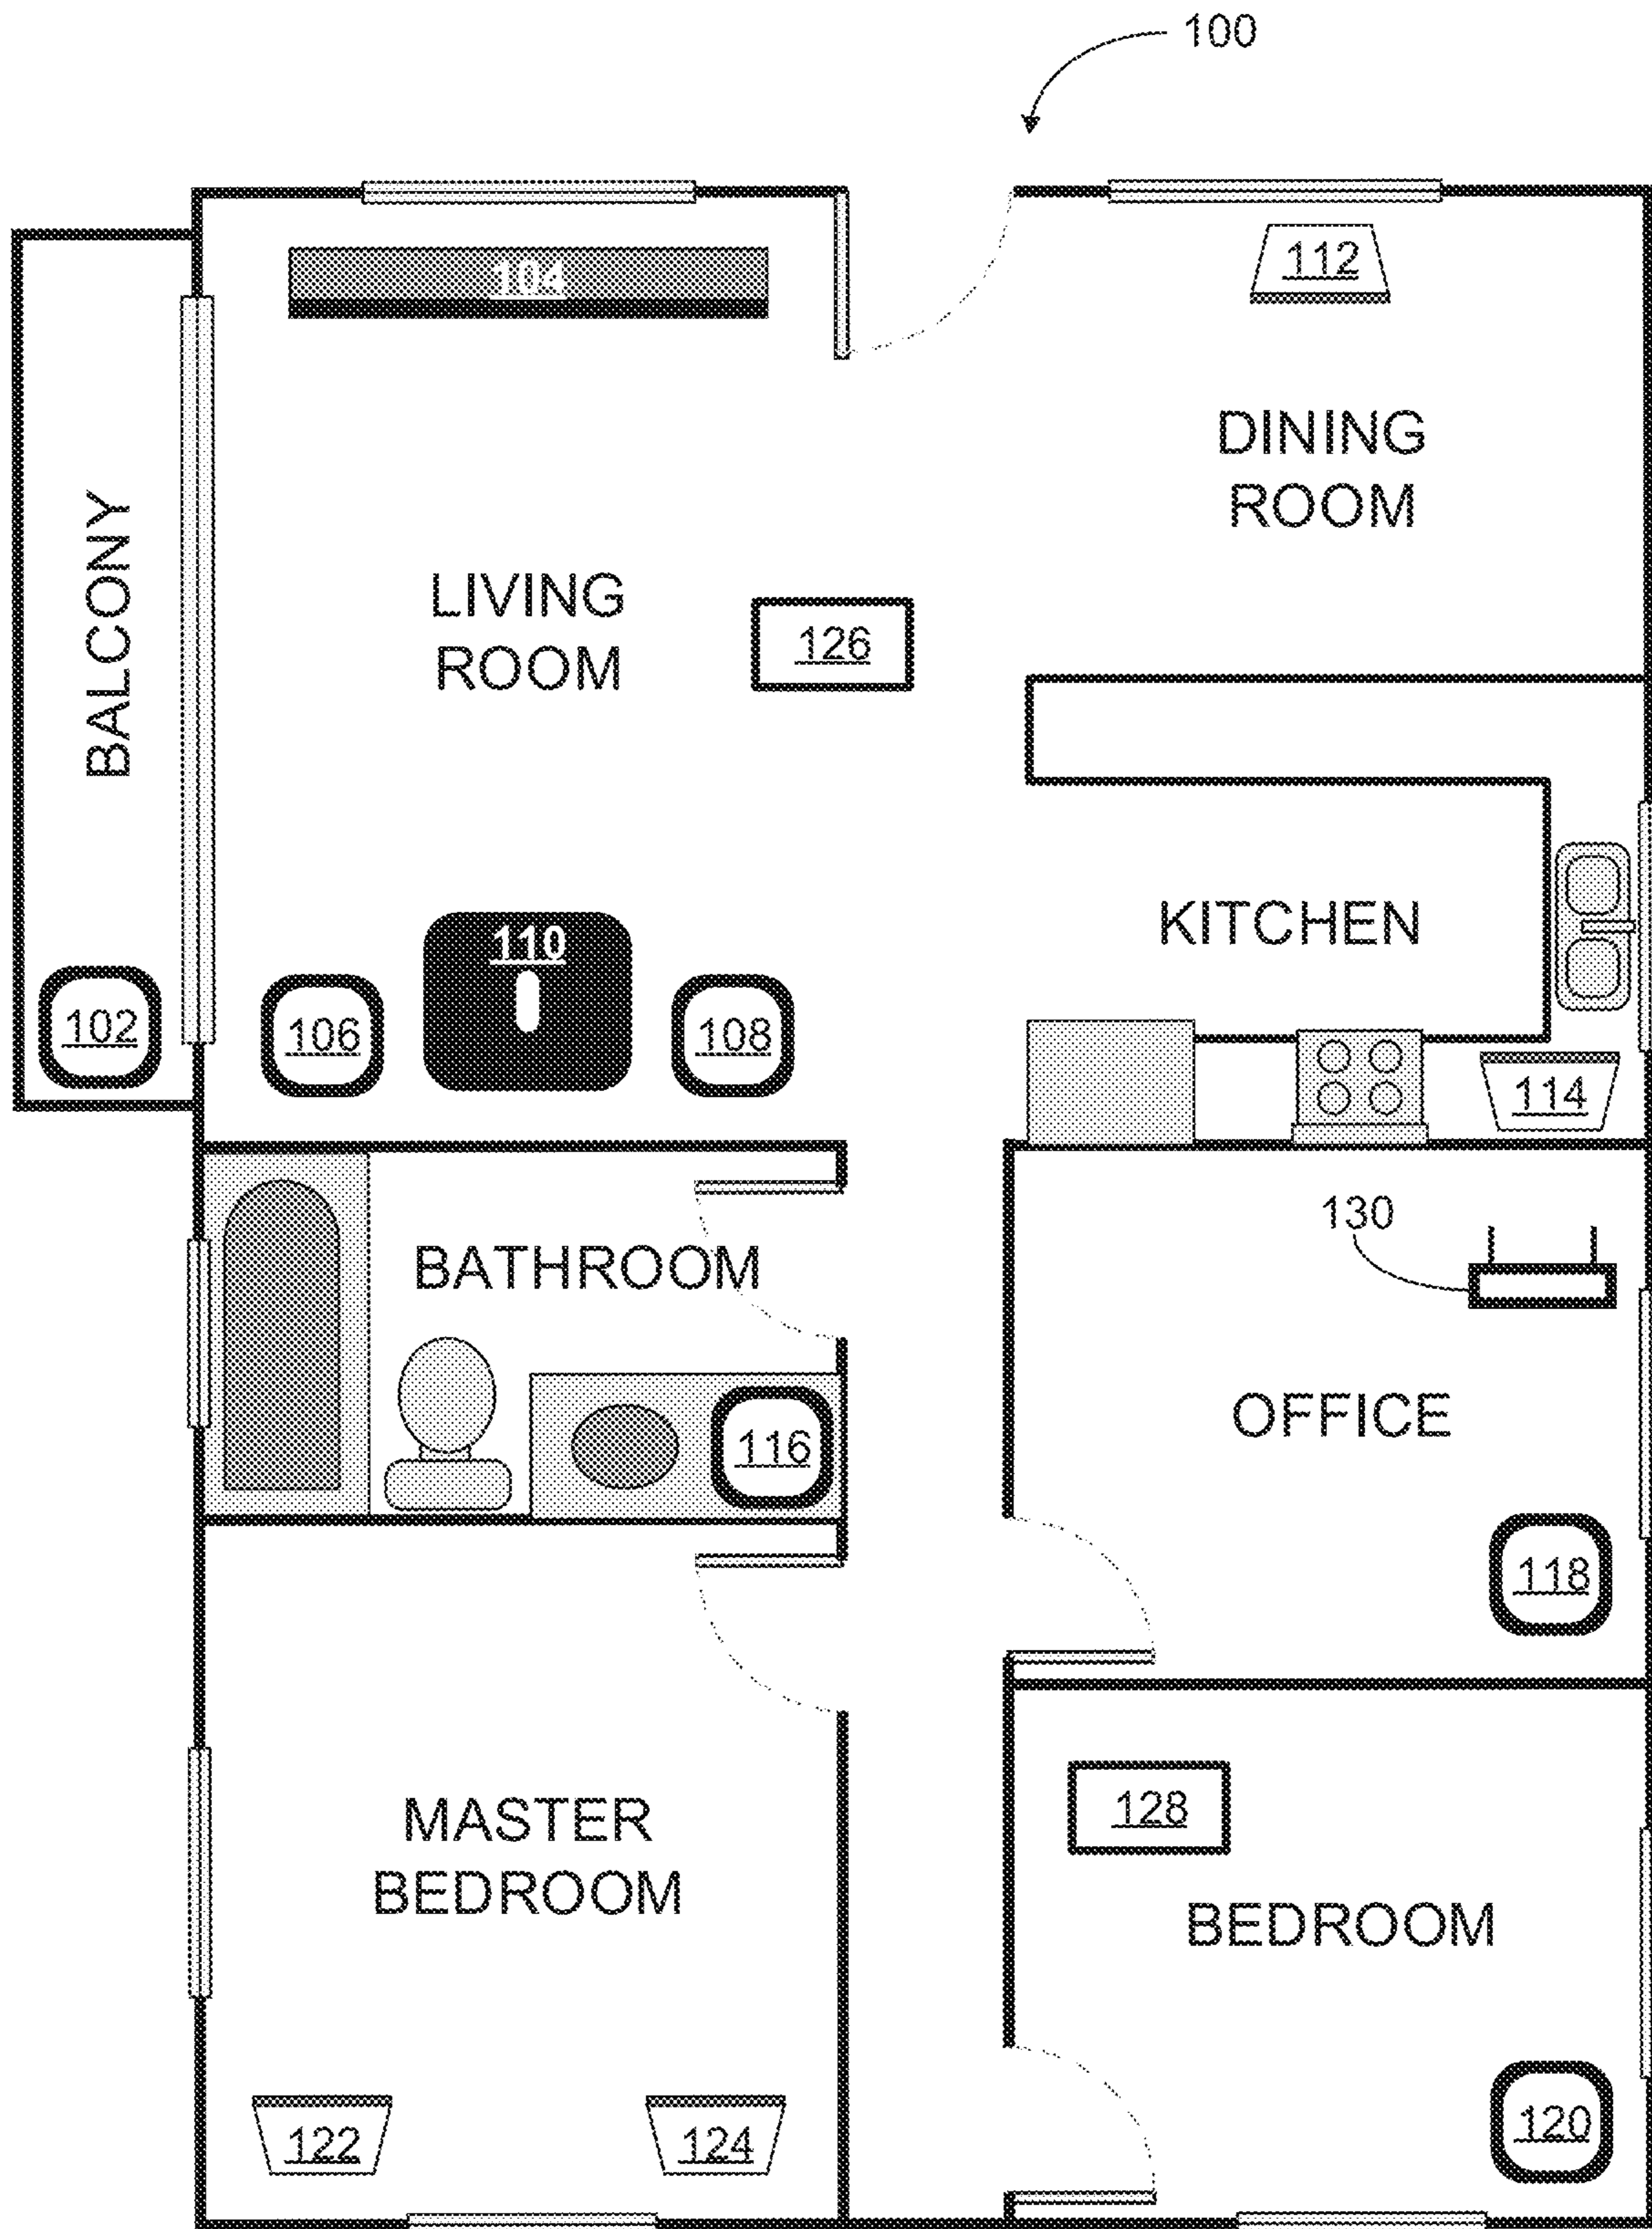 100
104
112
DINING
ROOM
BALCONY
LIVING
ROOM
126
KITCHEN
110
102
106
108
114
130
BATHROOM
OFFICE
116
118
128
MASTER
BEDROOM
BEDROOM
122
124
120